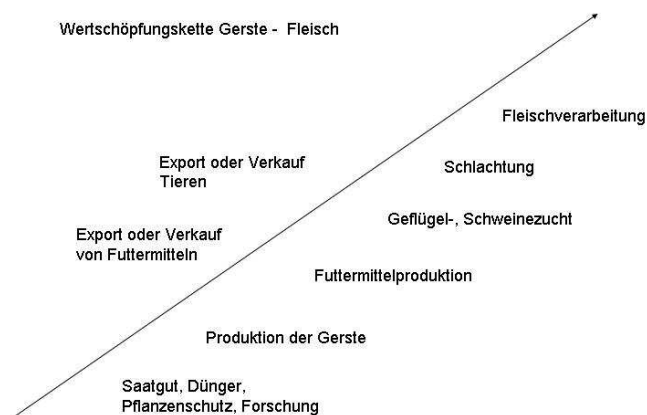 Wertschöpfungskette Gerste - Fleisch
Fleischverarbeitung
Export oder Verkauf
Tieren
Schlachtung
Geflügel-, Schweinezucht
Export oder Verkauf
von Futtermitteln
Futtermittelproduktion
Produktion der Gerste
Saatgut, Dünger,
Pflanzenschutz, Forschung